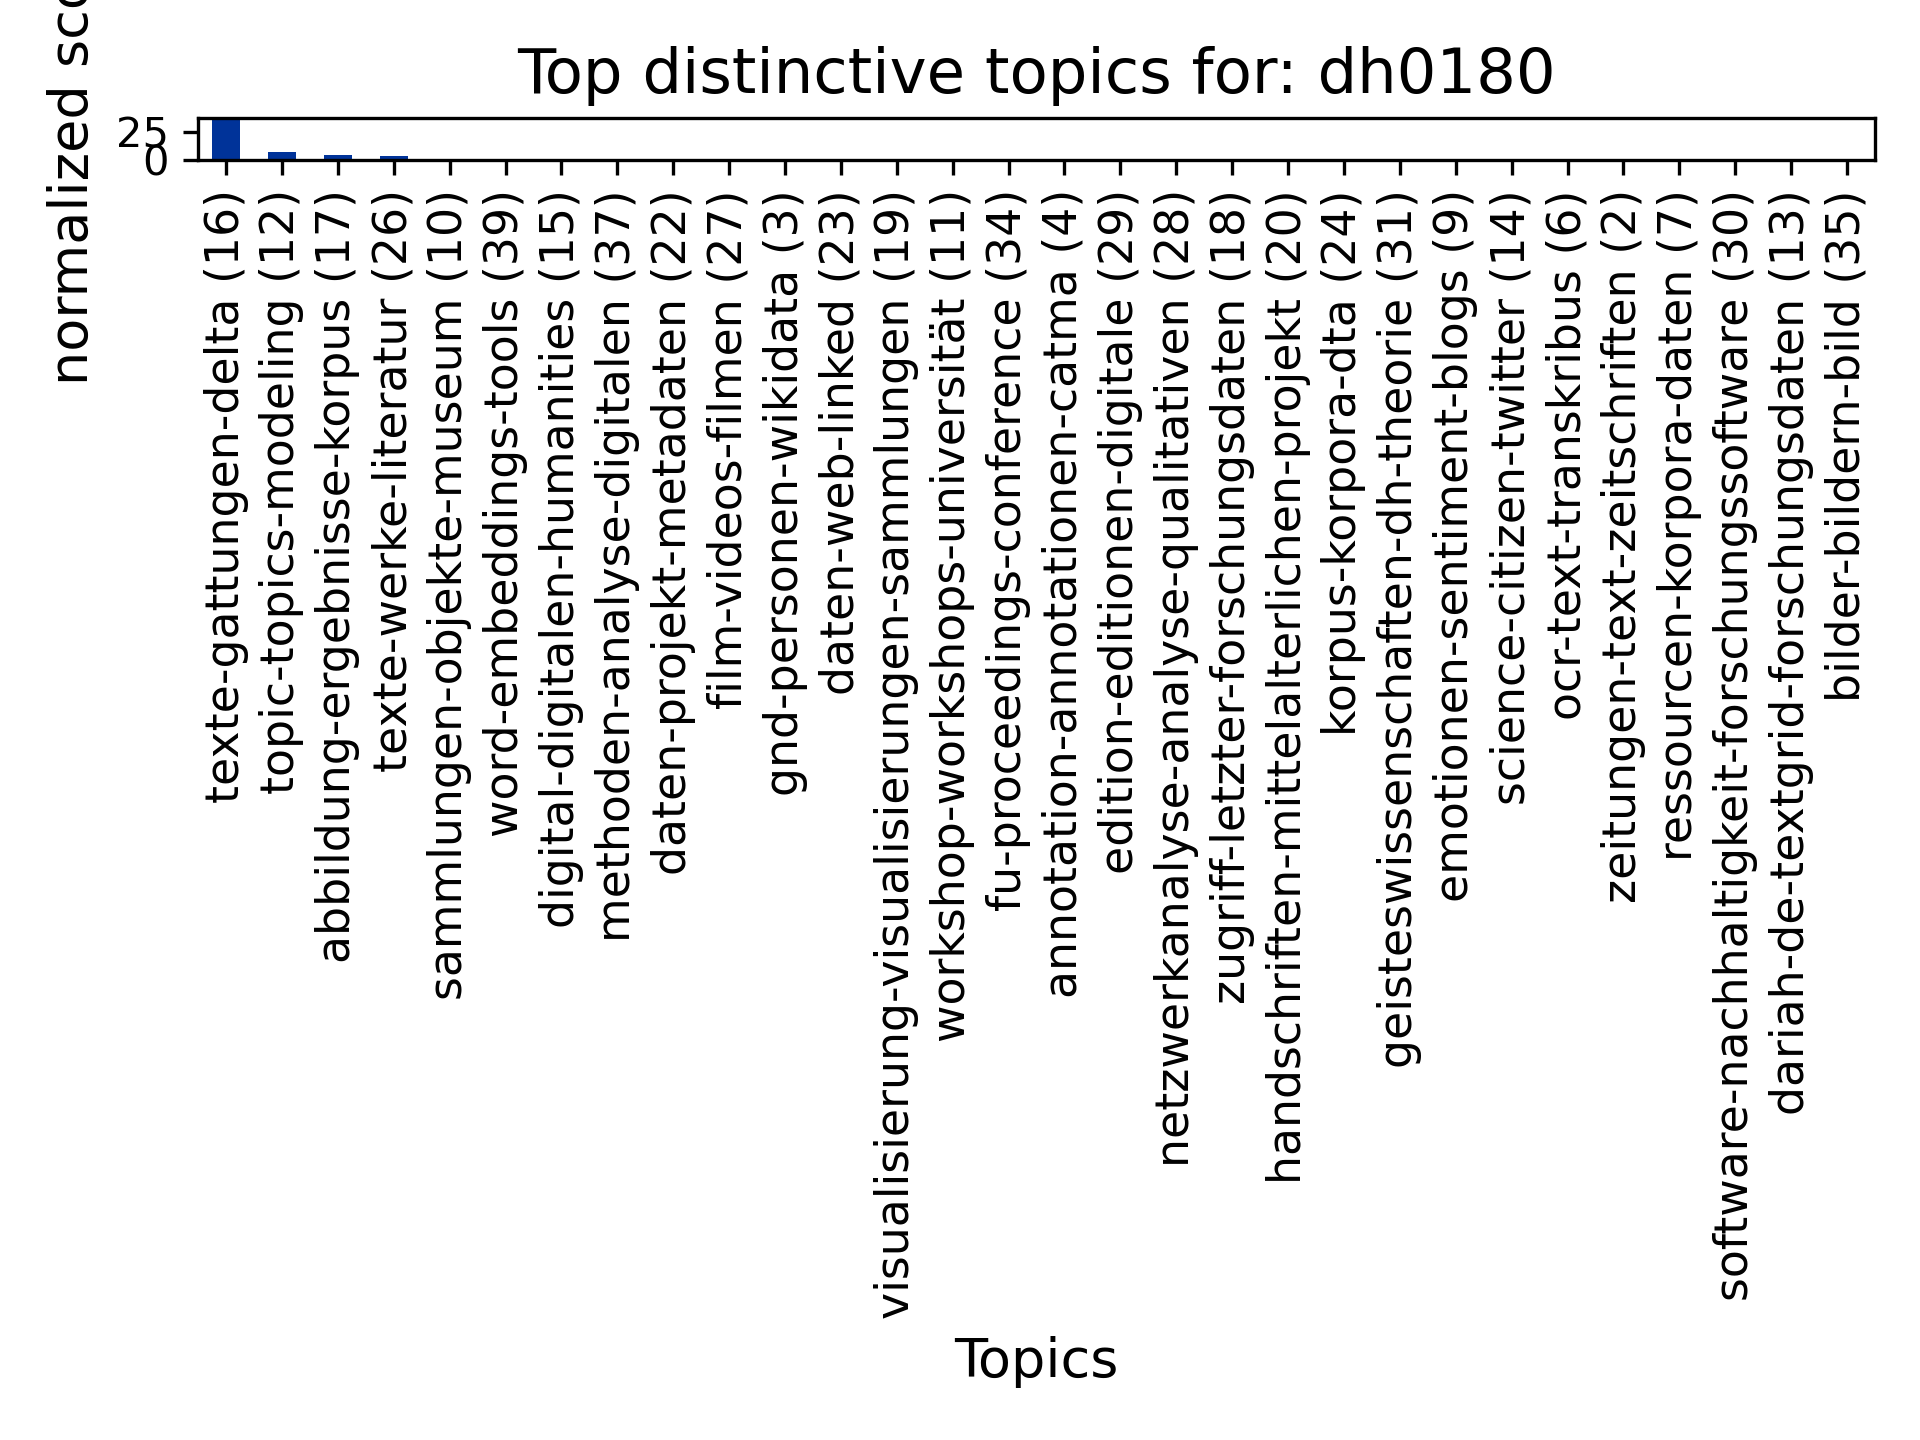 Top distinctive topics for: dh0180
normalized
25
0
texte-gattungen-delta (16)
topic-topics-modeling (12)
abbildung-ergebnisse-korpus (17)
texte-werke-literatur (26)
sammlungen-objekte-museum (10)
word-embeddings-tools (39)
digital-digitalen-humanities (15)
methoden-analyse-digitalen (37)
daten-projekt-metadaten (22)
film-videos-filmen (27)
gnd-personen-wikidata (3)
daten-web-linked (23)
visualisierung-visualisierungen-sammlungen (19)
workshop-workshops-universität (11)
fu-proceedings-conference (34)
annotation-annotationen-catma (4)
edition-editionen-digitale (29)
netzwerkanalyse-analyse-qualitativen (28)
zugriff-letzter-forschungsdaten (18)
handschriften-mittelalterlichen-projekt (20)
korpus-korpora-dta (24)
geisteswissenschaften-dh-theorie (31)
emotionen-sentiment-blogs (9)
science-citizen-twitter (14)
ocr-text-transkribus (6)
zeitungen-text-zeitschriften (2)
ressourcen-korpora-daten (7)
software-nachhaltigkeit-forschungssoftware (30)
dariah-de-textgrid-forschungsdaten (13)
bilder-bildern-bild (35)
Topics